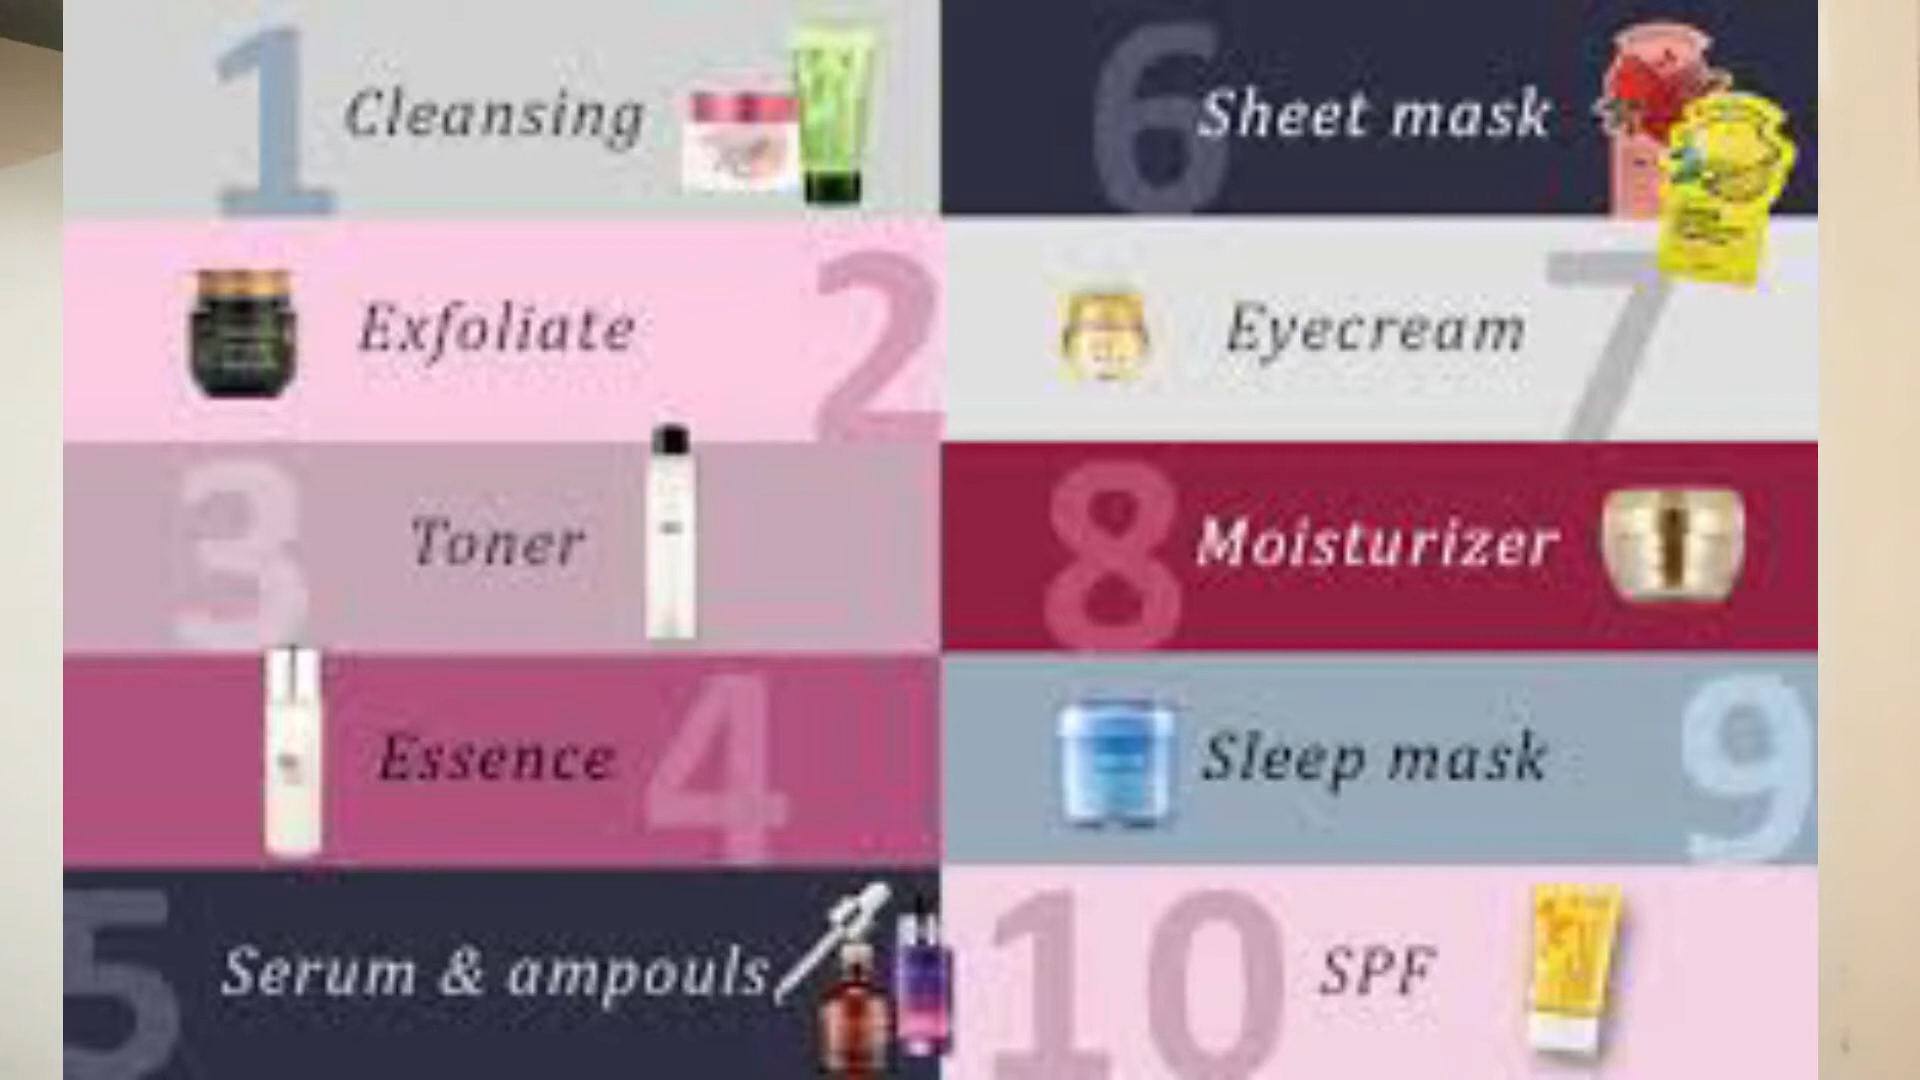 1 Cleansing
2 Exfoliate
3 Toner
4 Essence
5 Serum & ampouls
6 Sheet mask
7 Eyecream
8 Moisturizer
9 Sleep mask
10 SPF